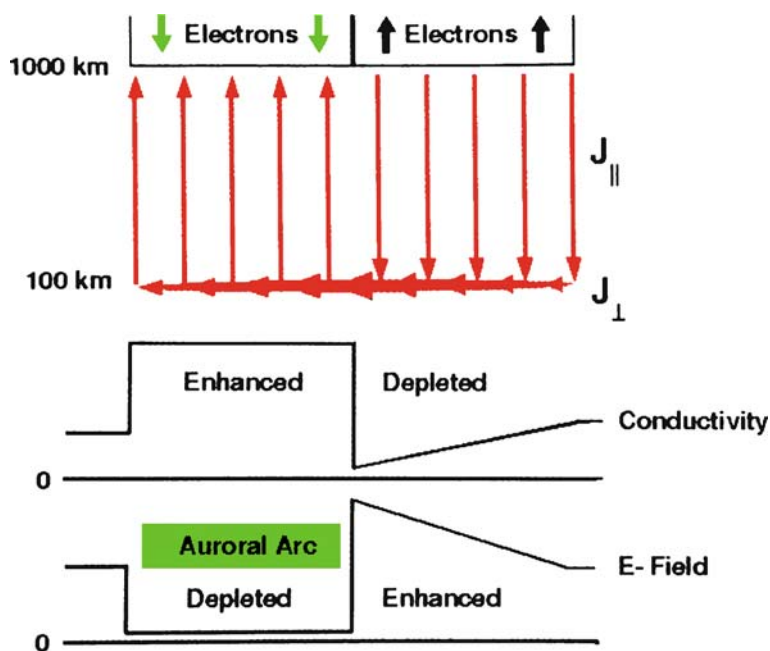 Electrons Electrons
1000 km
J∥
100 km
J⊥
Enhanced Depleted
Conductivity
0
Auroral Arc
E- Field
Depleted Enhanced
0